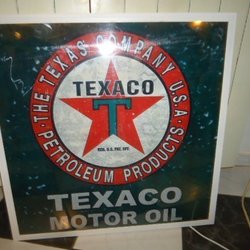 THE TEXAS COMPANY U.S.A.
TEXACO
T
REG. U.S. PAT. OFF.
PETROLEUM PRODUCTS
TEXACO
MOTOR OIL